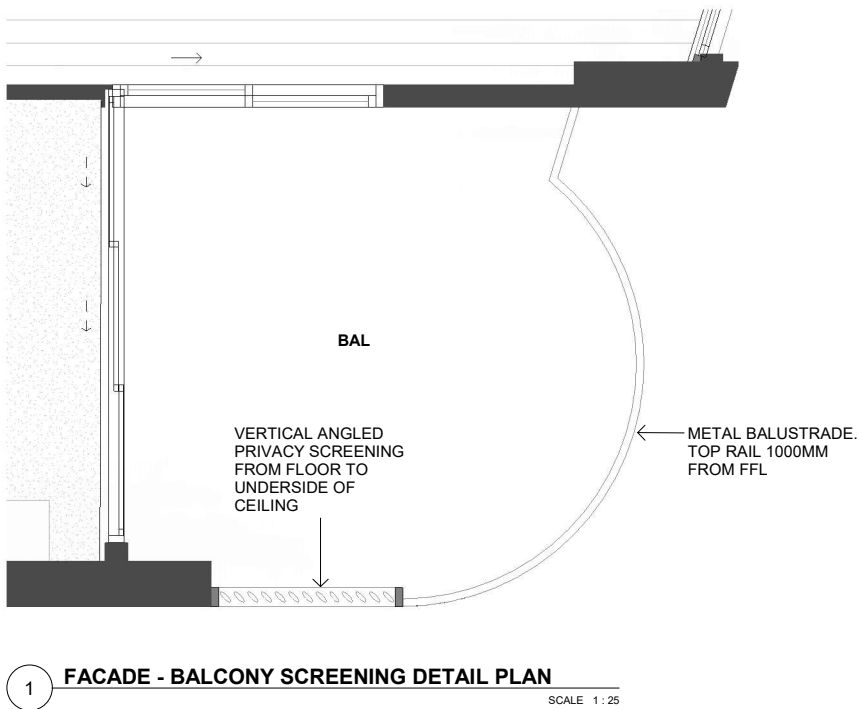 BAL
VERTICAL ANGLED
PRIVACY SCREENING
FROM FLOOR TO
UNDERSIDE OF
CEILING
METAL BALUSTRADE.
TOP RAIL 1000MM
FROM FFL
1
FACADE - BALCONY SCREENING DETAIL PLAN
SCALE 1 : 25